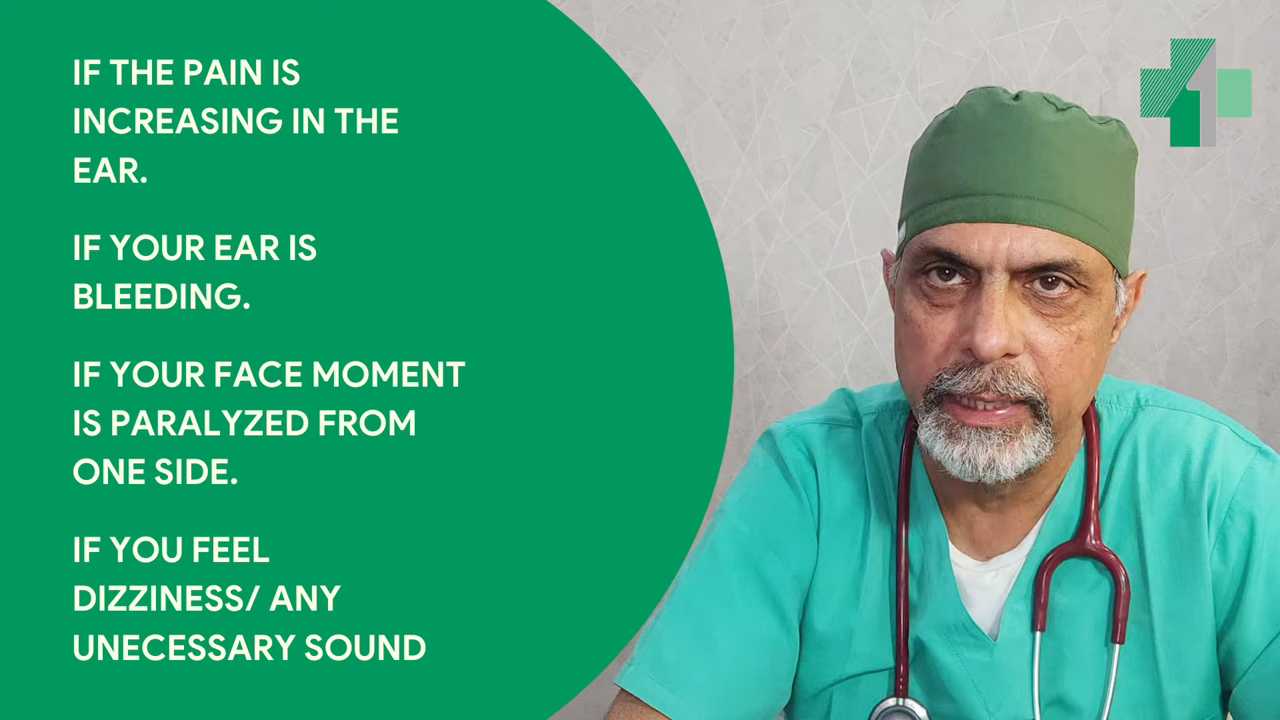 IF THE PAIN IS
INCREASING IN THE
EAR.
IF YOUR EAR IS
BLEEDING.
IF YOUR FACE MOMENT
IS PARALYZED FROM
ONE SIDE.
IF YOU FEEL
DIZZINESS/ ANY
UNECESSARY SOUND